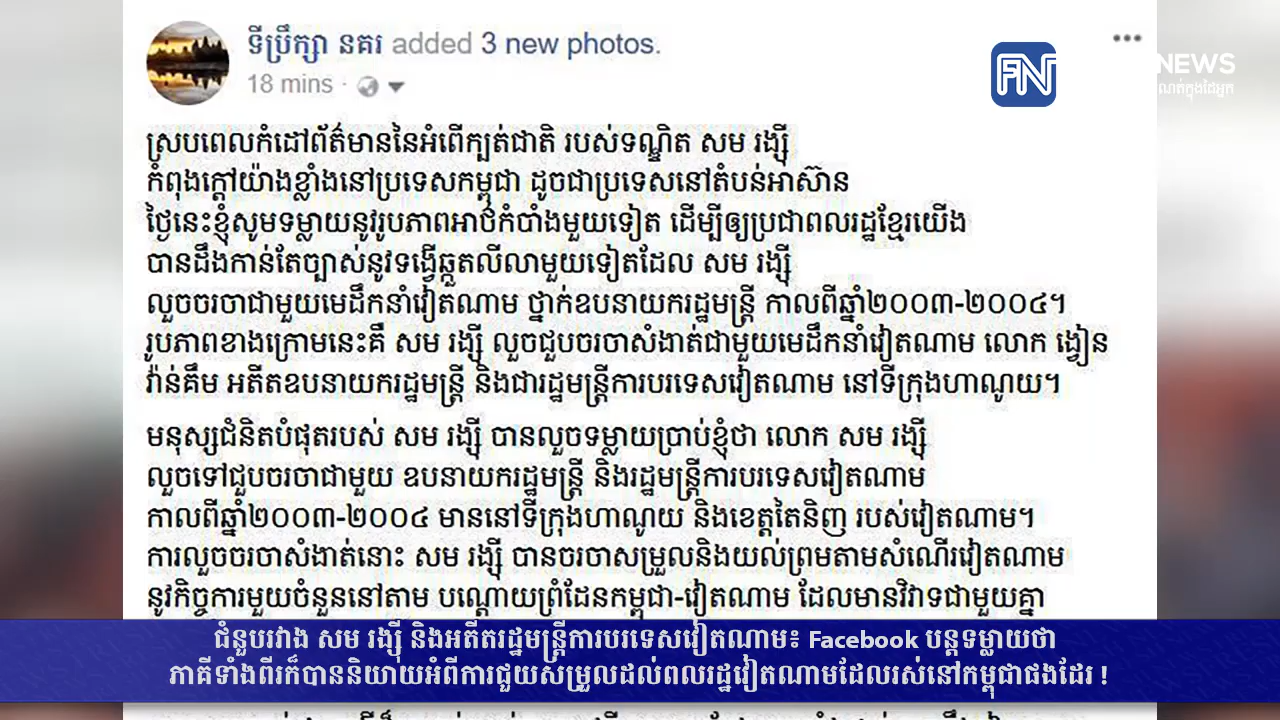 ទីប្រឹក្សា នគរ added 3 new photos.
18 mins ·
FN
NEWS
ស្របពេលកំដៅព័ត៌មាននៃអំពើក្បត់ជាតិ របស់ទណ្ឌិត សម រង្ស៊ី
កំពុងក្តៅយ៉ាងខ្លាំងនៅប្រទេសកម្ពុជា ដូចជាប្រទេសនៅតំបន់អាស៊ាន
ថ្ងៃនេះខ្ញុំសូមទម្លាយនូវរូបភាពអាថ៌កំបាំងមួយទៀត ដើម្បីឲ្យប្រជាពលរដ្ឋខ្មែរយើង
បានដឹងកាន់តែច្បាស់នូវទង្វើឆ្កួតលីលាមួយទៀតដែល សម រង្ស៊ី
លួចចរចាជាមួយមេដឹកនាំវៀតណាម ថ្នាក់ឧបនាយករដ្ឋមន្ត្រី កាលពីឆ្នាំ២០០៣-២០០៤។
រូបភាពខាងក្រោមនេះគឺ សម រង្ស៊ី លួចជួបចរចាសំងាត់ជាមួយមេដឹកនាំវៀតណាម លោក ង្វៀន
វ៉ាន់គឹម អតីតឧបនាយករដ្ឋមន្ត្រី និងជារដ្ឋមន្ត្រីការបរទេសវៀតណាម នៅទីក្រុងហាណូយ។
មនុស្សជំនិតបំផុតរបស់ សម រង្ស៊ី បានលួចទម្លាយប្រាប់ខ្ញុំថា លោក សម រង្ស៊ី
លួចទៅជួបចរចាជាមួយ ឧបនាយករដ្ឋមន្ត្រី និងរដ្ឋមន្ត្រីការបរទេសវៀតណាម
កាលពីឆ្នាំ២០០៣-២០០៤ មាននៅទីក្រុងហាណូយ និងខេត្តតៃនិញ របស់វៀតណាម។
ការលួចចរចាសំងាត់នោះ សម រង្ស៊ី បានចរចាសម្រួលនិងយល់ព្រមតាមសំណើរវៀតណាម
នូវកិច្ចការមួយចំនួននៅតាម បណ្តោយព្រំដែនកម្ពុជា-វៀតណាម ដែលមានវិវាទជាមួយគ្នា
ជំនួបរវាង សម រង្ស៊ី និងអតីតរដ្ឋមន្ត្រីការបរទេសវៀតណាម៖ Facebook បន្តទម្លាយថា
ភាគីទាំងពីរក៏បាននិយាយអំពីការជួយសម្រួលដល់ពលរដ្ឋវៀតណាមដែលរស់នៅកម្ពុជាផងដែរ !